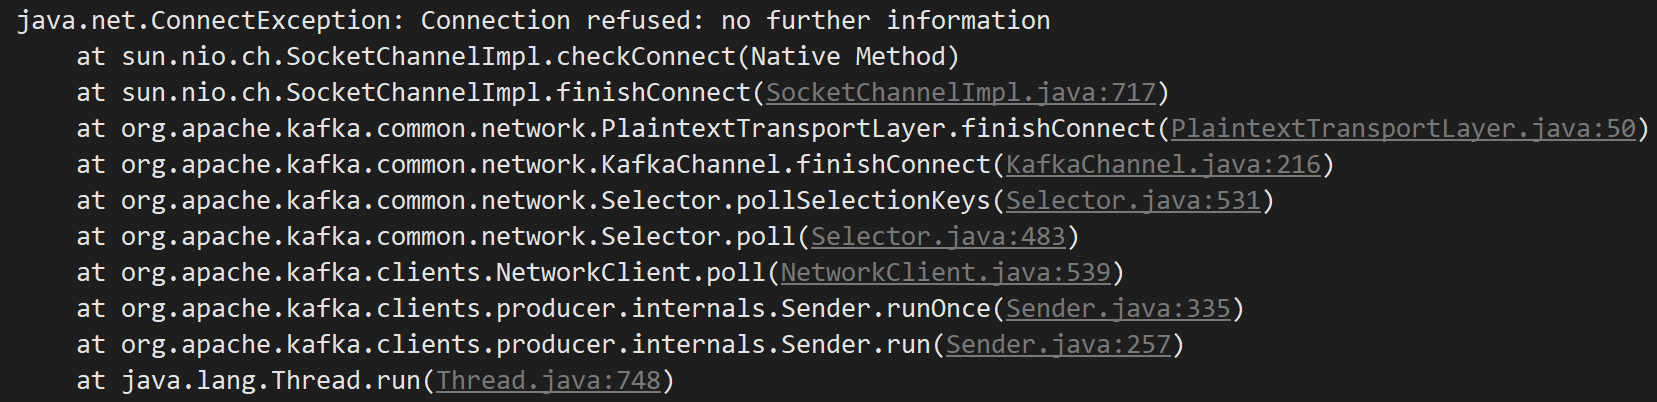 java.net.ConnectException: Connection refused: no further information
at sun.nio.ch.SocketChannelImpl.checkConnect(Native Method)
at sun.nio.ch.SocketChannelImpl.finishConnect(SocketChannelImpl.java:717)
at org.apache.kafka.common.network.PlaintextTransportLayer.finishConnect(PlaintextTransportLayer.java:50)
at org.apache.kafka.common.network.KafkaChannel.finishConnect(KafkaChannel.java:216)
at org.apache.kafka.common.network.Selector.pollSelectionKeys(Selector.java:531)
at org.apache.kafka.common.network.Selector.poll(Selector.java:483)
at org.apache.kafka.clients.NetworkClient.poll(NetworkClient.java:539)
at org.apache.kafka.clients.producer.internals.Sender.runOnce(Sender.java:335)
at org.apache.kafka.clients.producer.internals.Sender.run(Sender.java:257)
at java.lang.Thread.run(Thread.java:748)